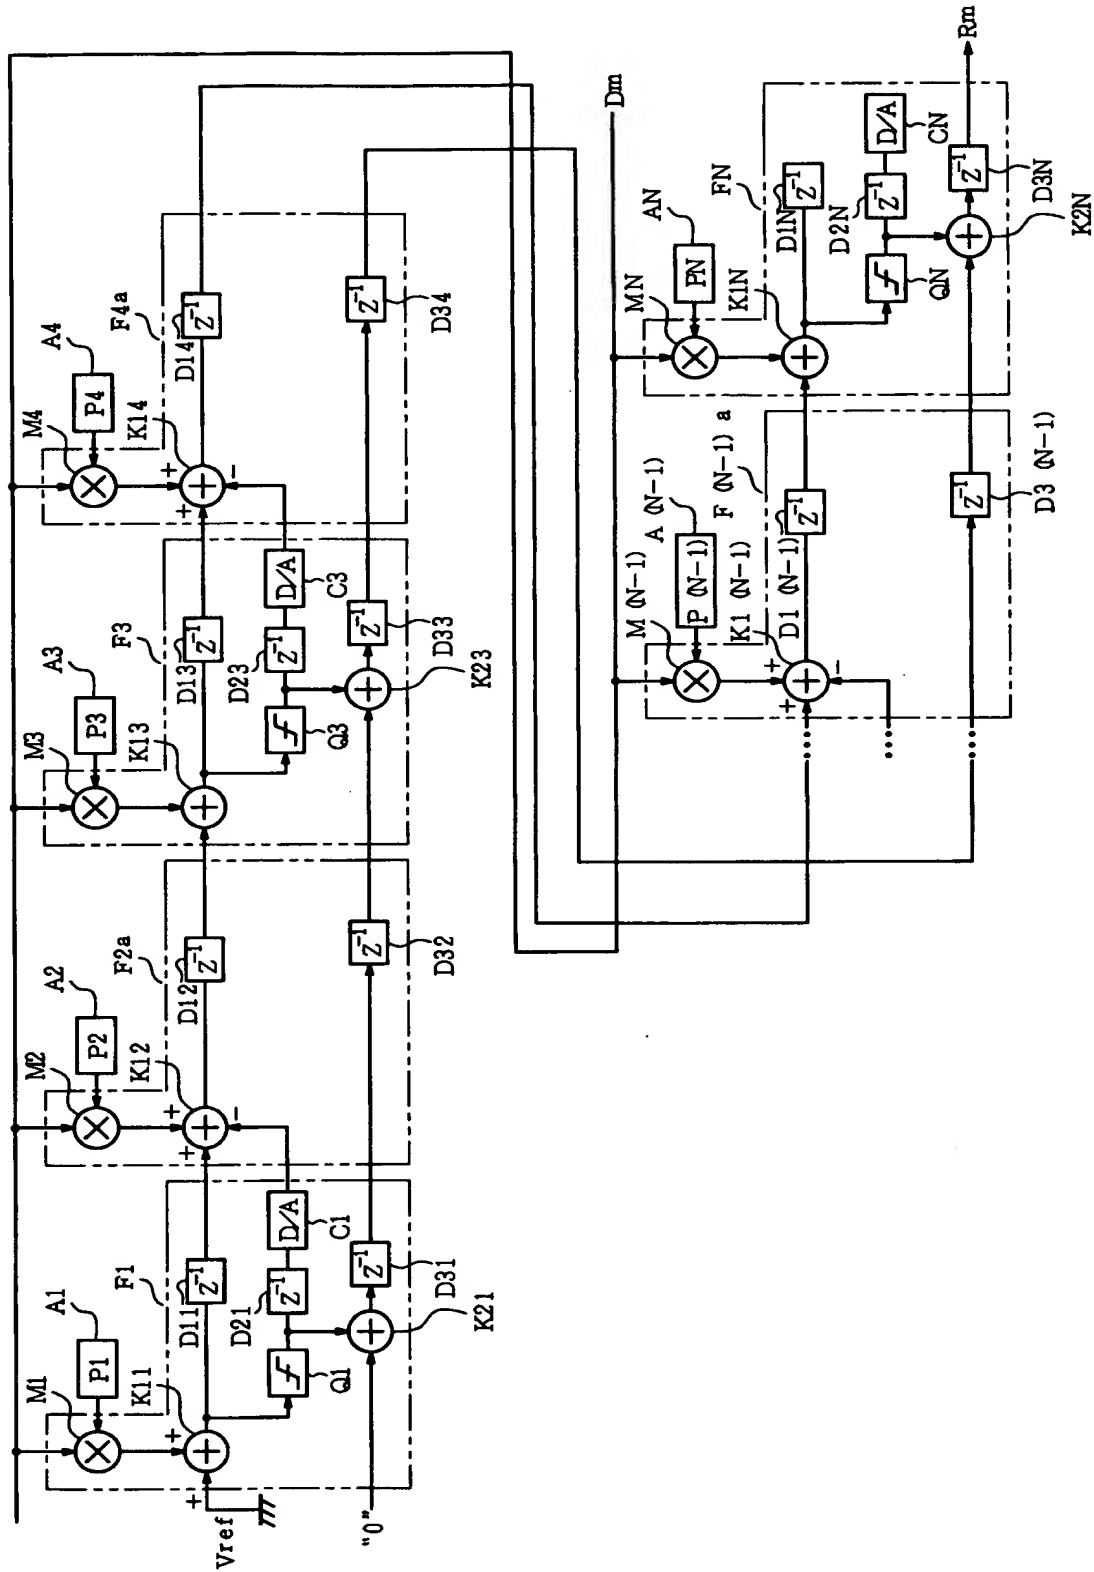 M1
A1
P1
K11
Vref
+
+
D11
Z⁻¹
F1
Q1
D21
Z⁻¹
D/A
C1
"0"
K21
Z⁻¹
D31
M2
A2
P2
K12
+
+
-
D12
Z⁻¹
F2a
Z⁻¹
D32
M3
A3
P3
K13
D13
Z⁻¹
F3
Q3
D23
Z⁻¹
D/A
C3
K23
Z⁻¹
D33
M4
A4
P4
K14
+
+
-
D14
Z⁻¹
F4a
Z⁻¹
D34
Dm
M (N-1)
A (N-1)
P (N-1)
K1 (N-1)
+
+
-
D1 (N-1)
Z⁻¹
F (N-1) a
Z⁻¹
D3 (N-1)
MN
AN
PN
K1N
D1N
Z⁻¹
FN
QN
D2N
Z⁻¹
D/A
CN
K2N
Z⁻¹
D3N
Rm